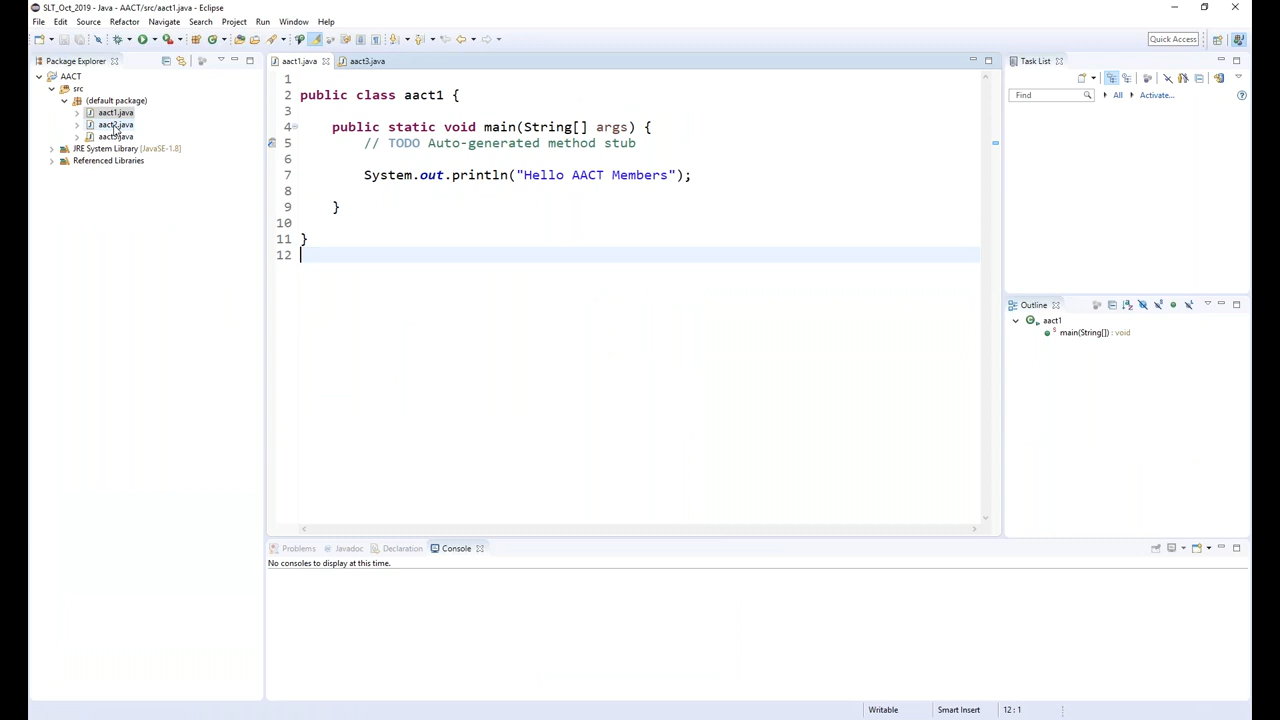 SLT_Oct_2019 - Java - AACT/src/aact1.java - Eclipse
File Edit Source Refactor Navigate Search Project Run Window Help
Quick Access
Package Explorer
AACT
src
(default package)
aact1.java
aact2.java
aact3.java
JRE System Library [JavaSE-1.8]
Referenced Libraries
aact1.java aact3.java
1
2 public class aact1 {
3
4 public static void main(String[] args) {
5 // TODO Auto-generated method stub
6
7 System.out.println("Hello AACT Members");
8
9 }
10
11 }
12
Task List
Find All Activate...
Outline
aact1
main(String[]) : void
Problems Javadoc Declaration Console
No consoles to display at this time.
Writable Smart Insert 12 : 1